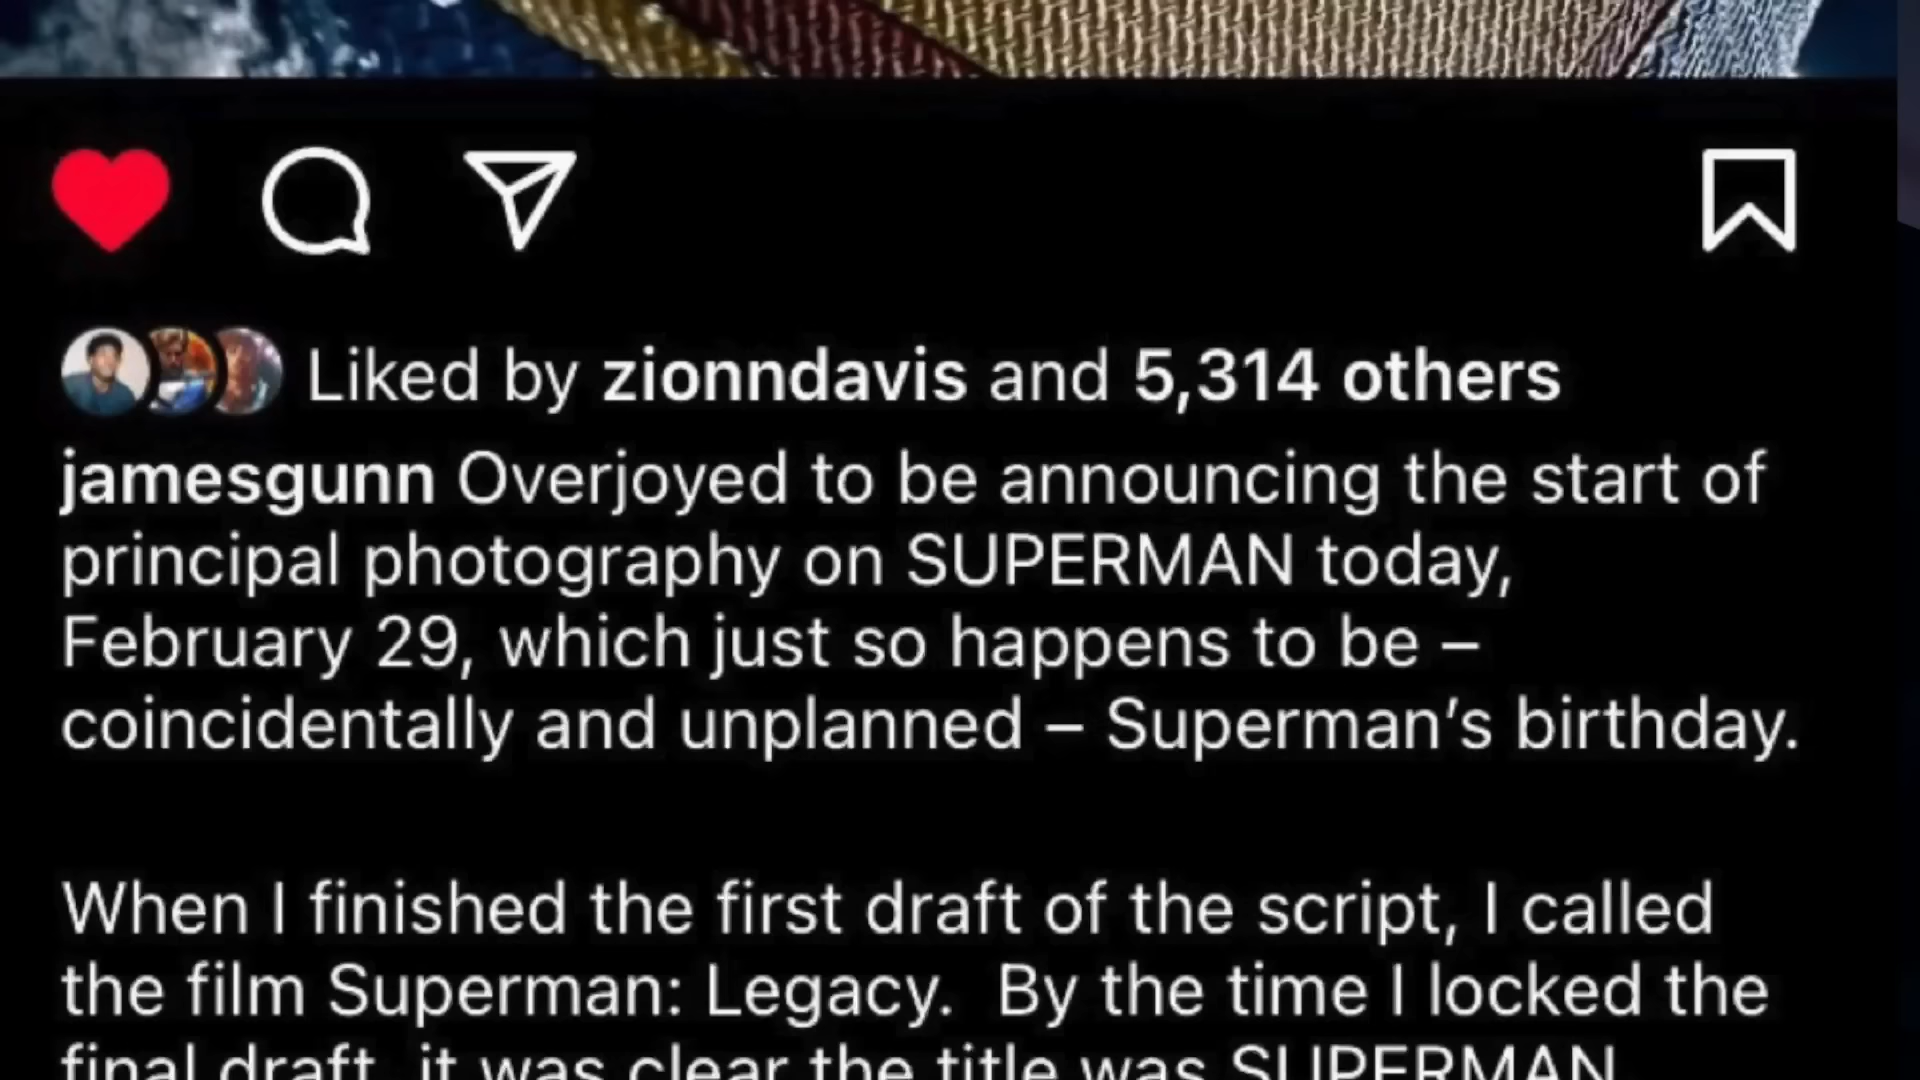 Liked by zionndavis and 5,314 others
jamesgunn Overjoyed to be announcing the start of
principal photography on SUPERMAN today,
February 29, which just so happens to be –
coincidentally and unplanned – Superman’s birthday.
When I finished the first draft of the script, I called
the film Superman: Legacy.  By the time I locked the
final draft, it was clear the title was SUPERMAN.